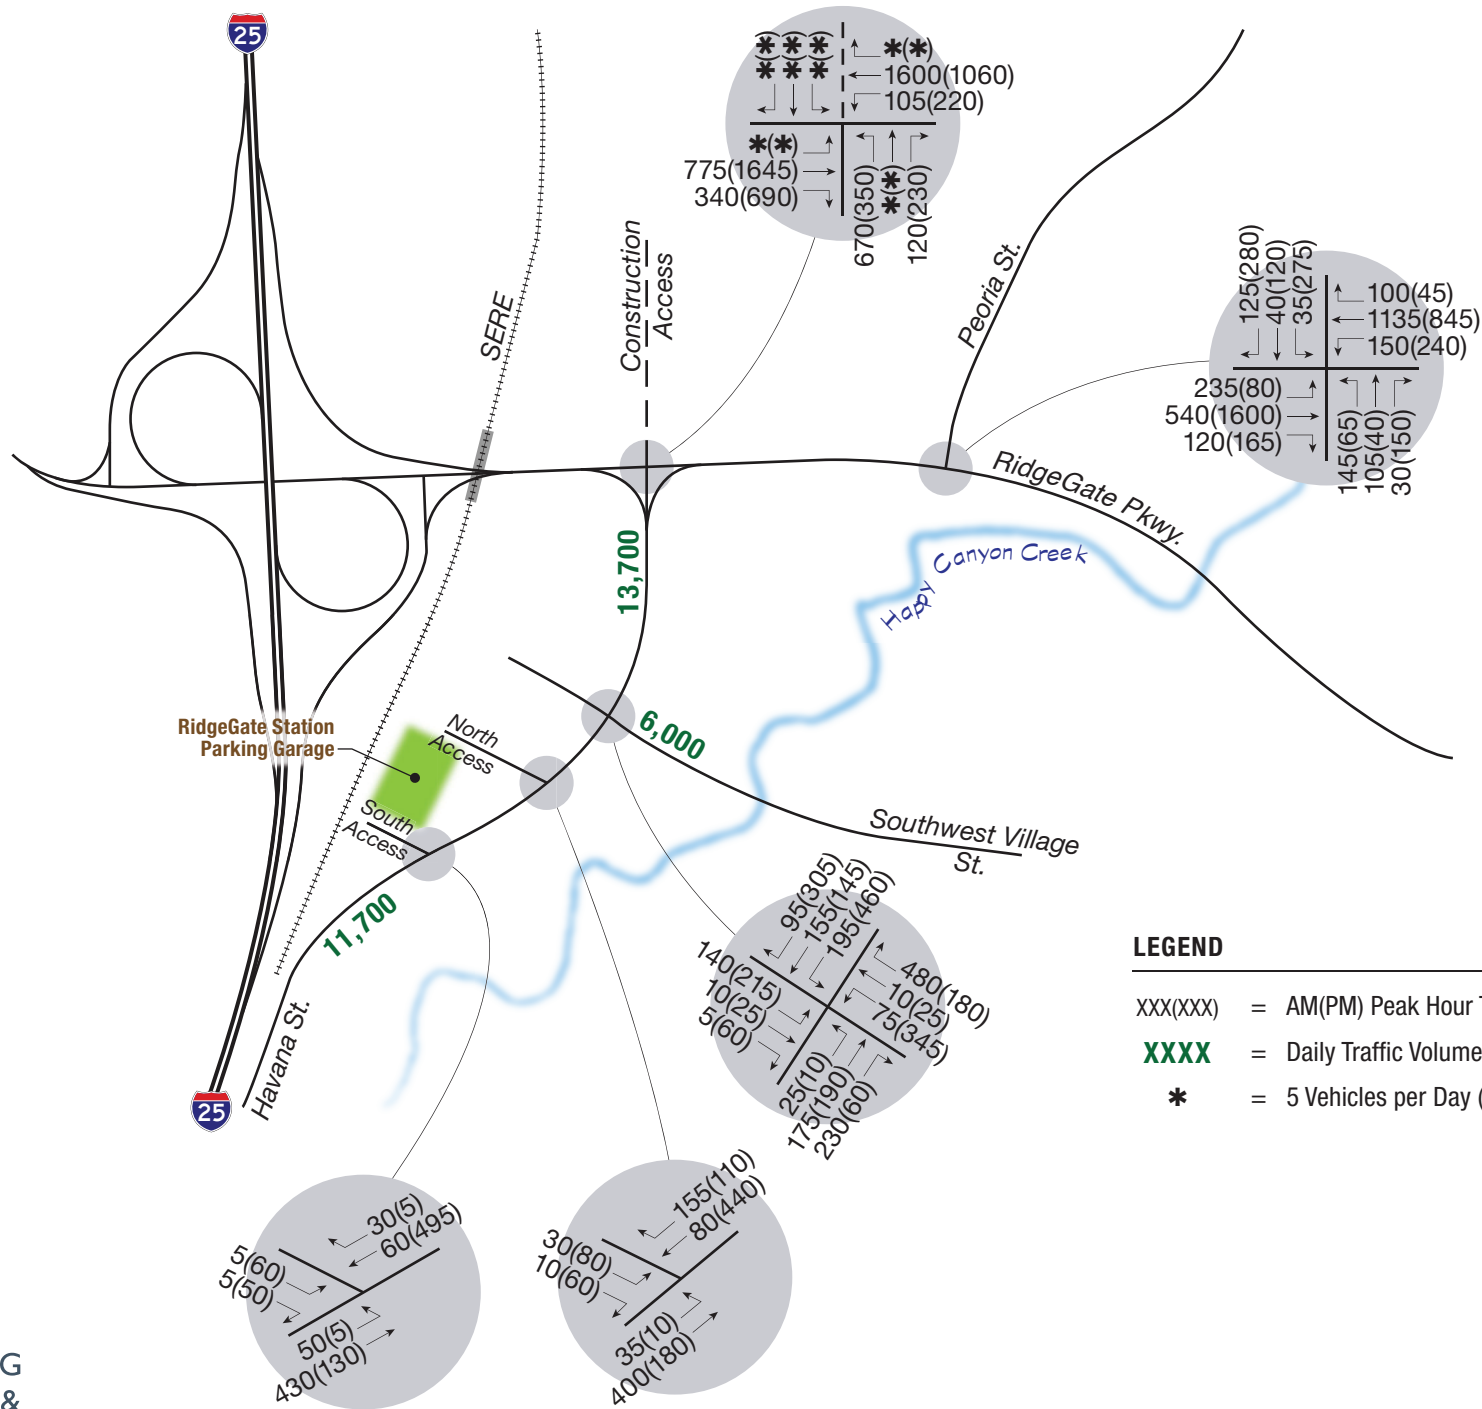 25
SERE
Construction
Access
✱(✱)
✱(✱)
✱(✱)
✱(✱)
1600(1060)
105(220)
✱(✱)
775(1645)
340(690)
670(350)
✱(✱)
120(230)
Peoria St.
125(280)
40(120)
35(275)
100(45)
1135(845)
150(240)
235(80)
540(1600)
120(165)
145(65)
105(40)
30(150)
RidgeGate Pkwy.
Happy Canyon Creek
13,700
6,000
RidgeGate Station
Parking Garage
North
Access
South
Access
Southwest Village
St.
11,700
Havana St.
25
95(305)
155(145)
195(460)
140(215)
10(25)
5(60)
480(180)
10(25)
75(345)
25(10)
175(190)
230(60)
LEGEND
XXX(XXX) = AM(PM) Peak Hour
XXXX = Daily Traffic Volume
✱ = 5 Vehicles per Day (
30(5)
60(495)
5(60)
5(50)
50(5)
430(130)
155(110)
80(440)
30(80)
10(60)
35(10)
400(180)
G
&